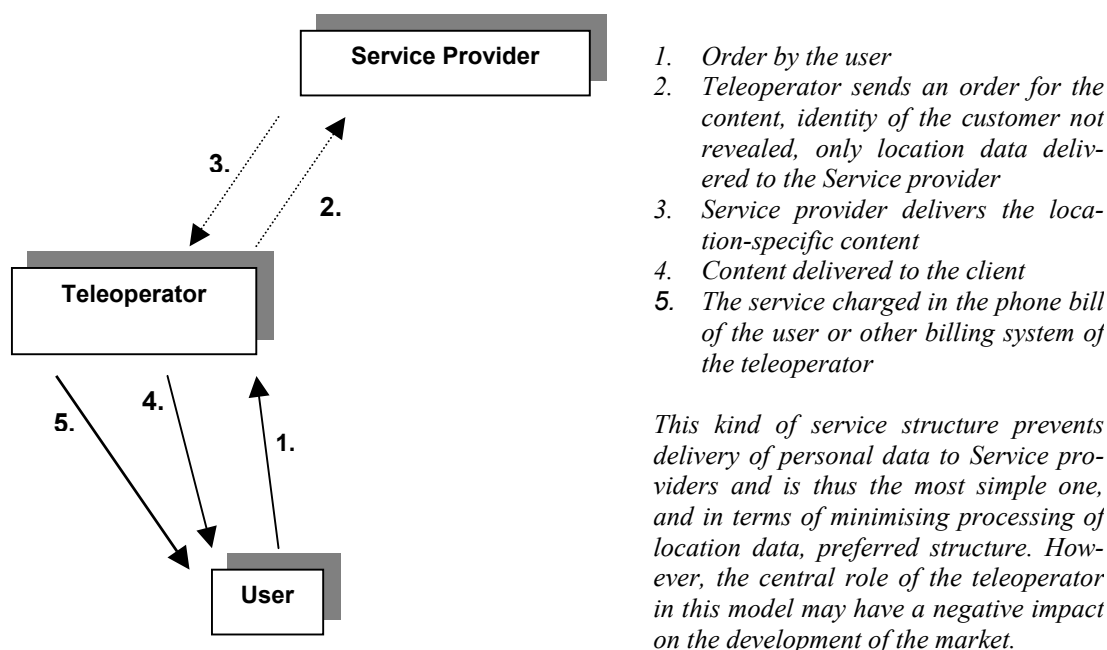 Service Provider
3.
2.
Teleoperator
4.
5.
1.
User
1. Order by the user
2. Teleoperator sends an order for the
content, identity of the customer not
revealed, only location data deliv-
ered to the Service provider
3. Service provider delivers the loca-
tion-specific content
4. Content delivered to the client
5. The service charged in the phone bill
of the user or other billing system of
the teleoperator
This kind of service structure prevents
delivery of personal data to Service pro-
viders and is thus the most simple one,
and in terms of minimising processing of
location data, preferred structure. How-
ever, the central role of the teleoperator
in this model may have a negative impact
on the development of the market.